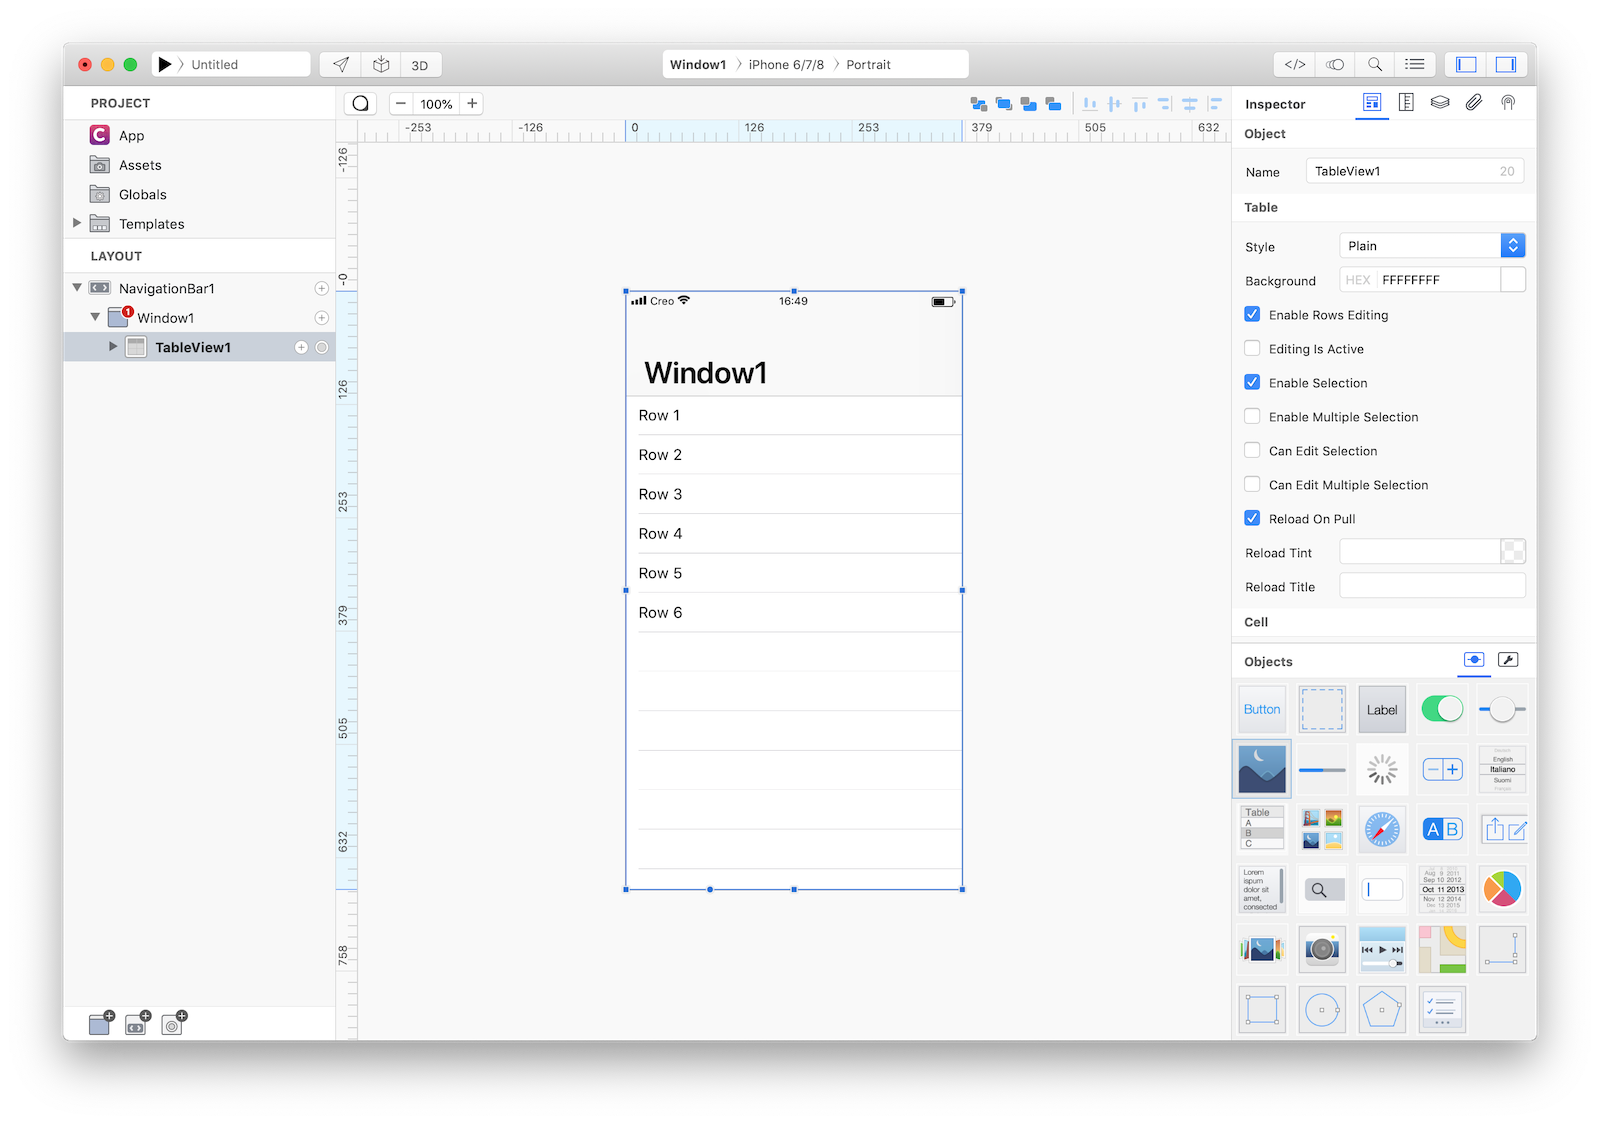 Untitled
3D
Window1 iPhone 6/7/8 Portrait
</>
PROJECT
App
Assets
Globals
Templates
LAYOUT
NavigationBar1
1
Window1
TableView1
100%
-253 -126 0 126 253 379 505 632
-126
-0
126
253
379
505
632
758
Creo 16:49
Window1
Row 1
Row 2
Row 3
Row 4
Row 5
Row 6
Inspector
Object
Name TableView1 20
Table
Style Plain
Background HEX FFFFFFFF
Enable Rows Editing
Editing Is Active
Enable Selection
Enable Multiple Selection
Can Edit Selection
Can Edit Multiple Selection
Reload On Pull
Reload Tint
Reload Title
Cell
Objects
Button
Label
English
Italiano
Suomi
Table
A
B
C
A B
Lorem
ispum
dolor sit
amet,
consected
Aug 9 2011
Sep 10 2012
Oct 11 2013
Nov 12 2014
Dec 13 2015